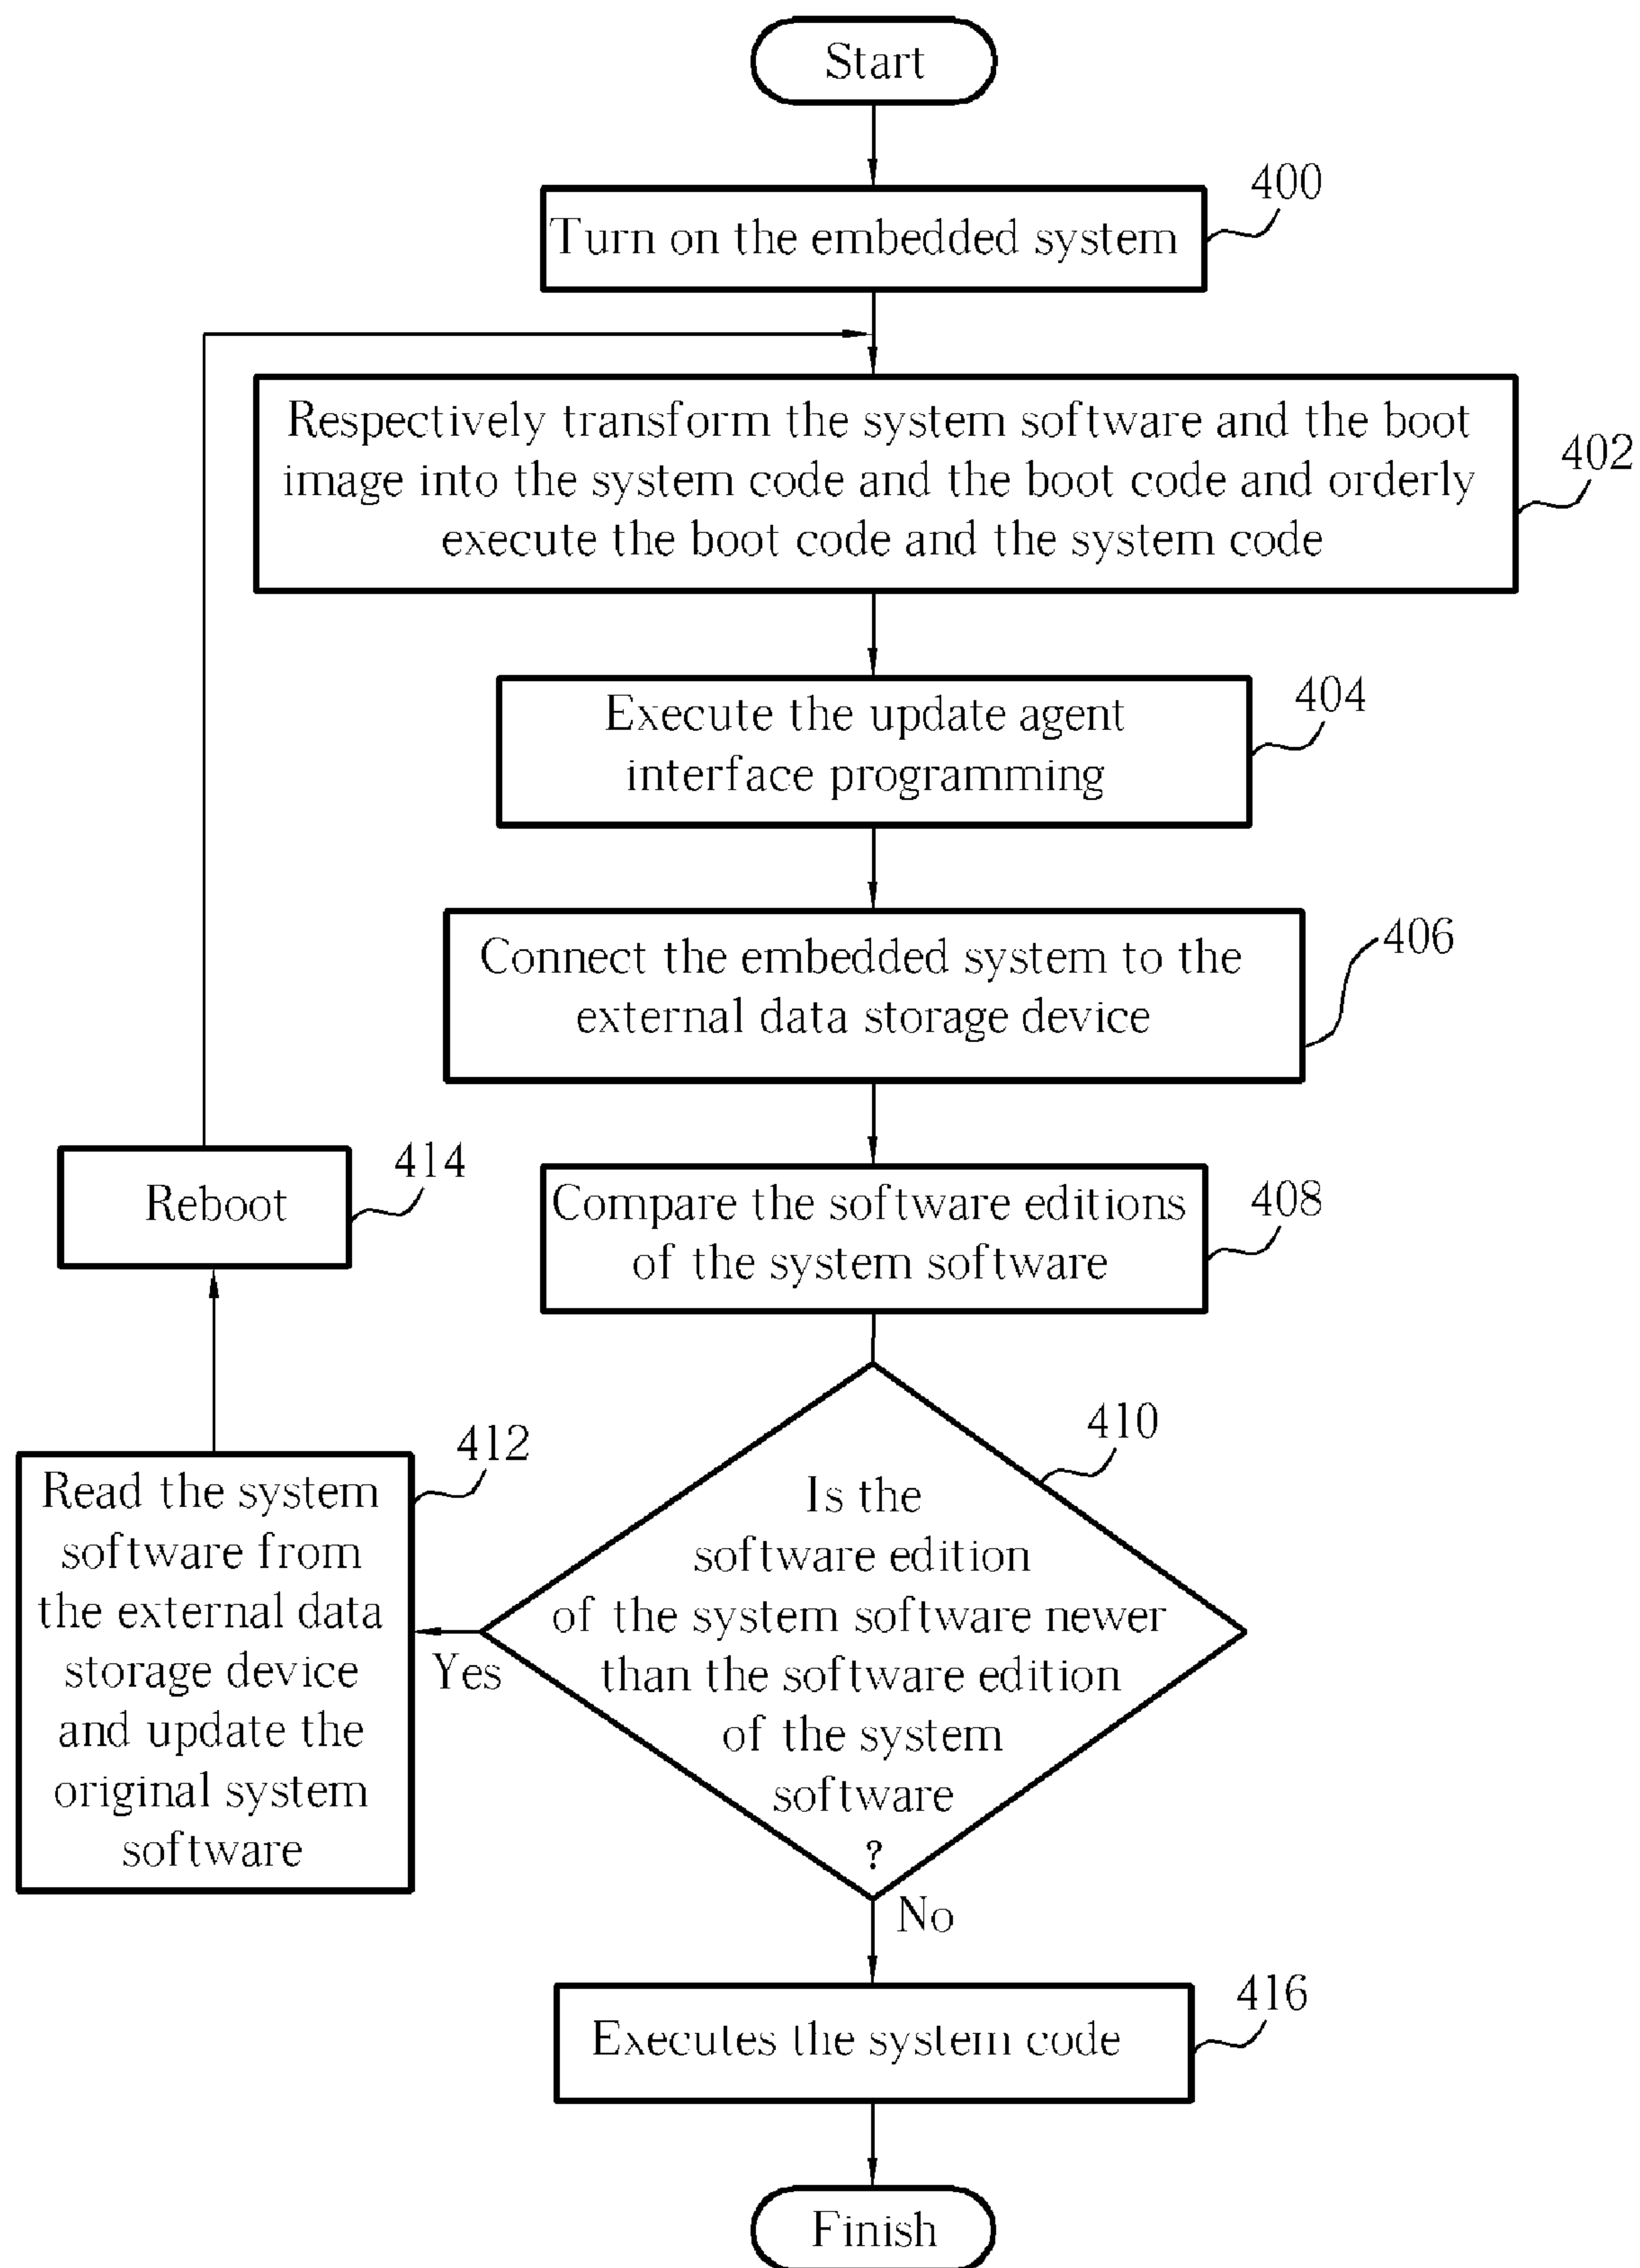 Start
Turn on the embedded system
400
Respectively transform the system software and the boot
image into the system code and the boot code and orderly
execute the boot code and the system code
402
Execute the update agent
interface programming
404
Connect the embedded system to the
external data storage device
406
Compare the software editions
of the system software
408
Is the
software edition
of the system software newer
than the software edition
of the system
software
?
410
Yes
Read the system
software from
the external data
storage device
and update the
original system
software
412
Reboot
414
No
Executes the system code
416
Finish